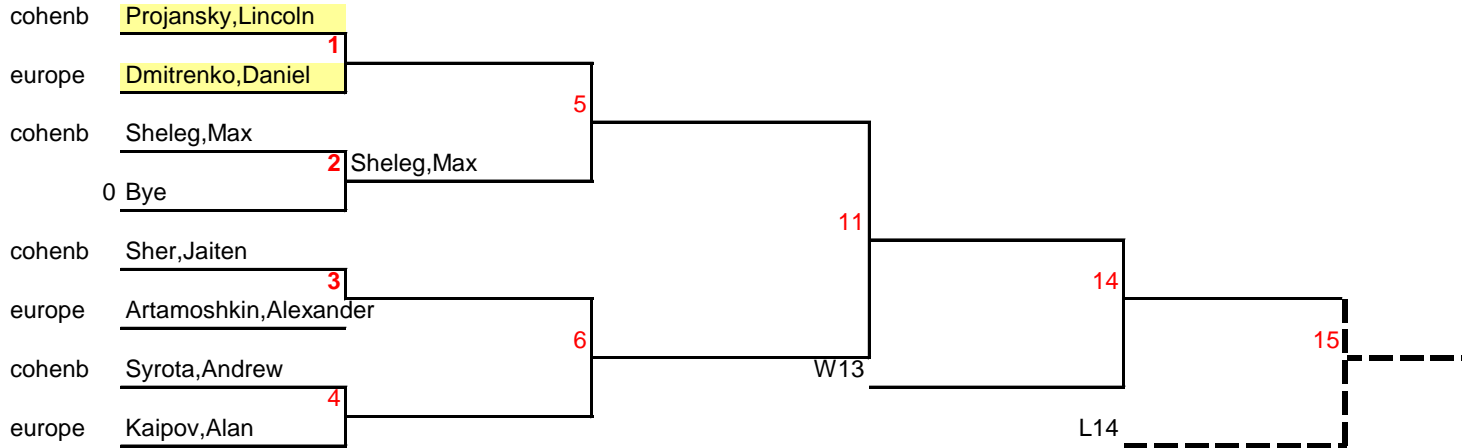 cohenb Projansky,Lincoln
1
europe Dmitrenko,Daniel
5
cohenb Sheleg,Max
2 Sheleg,Max
0 Bye
11
cohenb Sher,Jaiten
3
14
europe Artamoshkin,Alexander
6
15
cohenb Syrota,Andrew
W13
4
europe Kaipov,Alan
L14